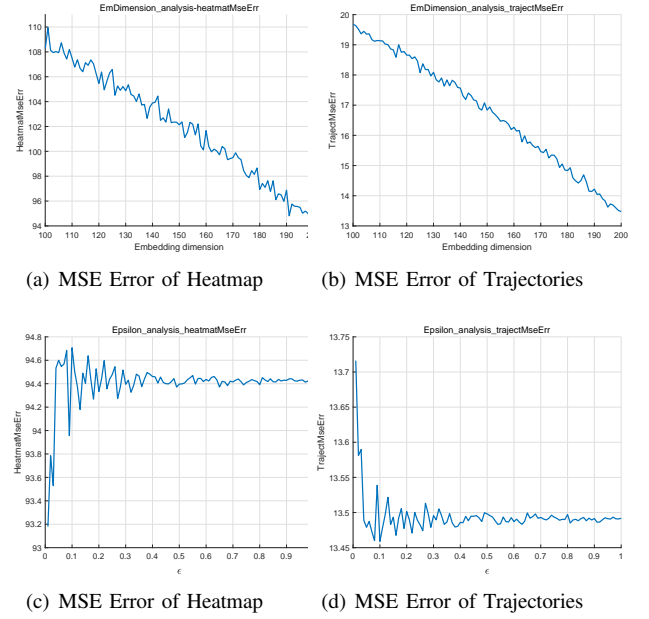 EmDimension_analysis-heatmatMseErr
HeatmatMseErr
110
108
106
104
102
100
98
96
94
100 110 120 130 140 150 160 170 180 190
Embedding dimension
(a) MSE Error of Heatmap
EmDimension_analysis_trajectMseErr
TrajectMseErr
20
19
18
17
16
15
14
13
100 110 120 130 140 150 160 170 180 190 200
Embedding dimension
(b) MSE Error of Trajectories
Epsilon_analysis_heatmatMseErr
HeatmatMseErr
94.8
94.6
94.4
94.2
94
93.8
93.6
93.4
93.2
93
0 0.1 0.2 0.3 0.4 0.5 0.6 0.7 0.8 0.9
ϵ
(c) MSE Error of Heatmap
Epsilon_analysis_trajectMseErr
TrajectMseErr
13.75
13.7
13.65
13.6
13.55
13.5
13.45
0 0.1 0.2 0.3 0.4 0.5 0.6 0.7 0.8 0.9 1
ϵ
(d) MSE Error of Trajectories